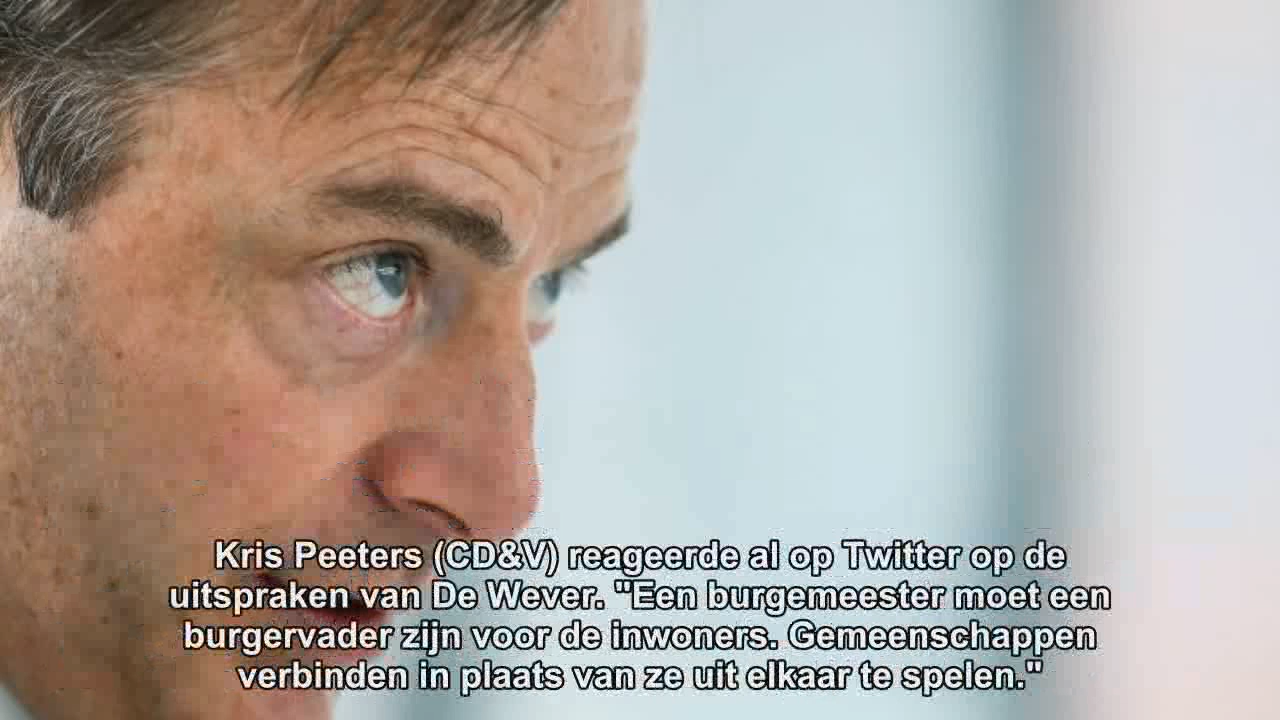 Kris Peeters (CD&V) reageerde al op Twitter op de
uitspraken van De Wever. "Een burgemeester moet een
burgervader zijn voor de inwoners. Gemeenschappen
verbinden in plaats van ze uit elkaar te spelen."